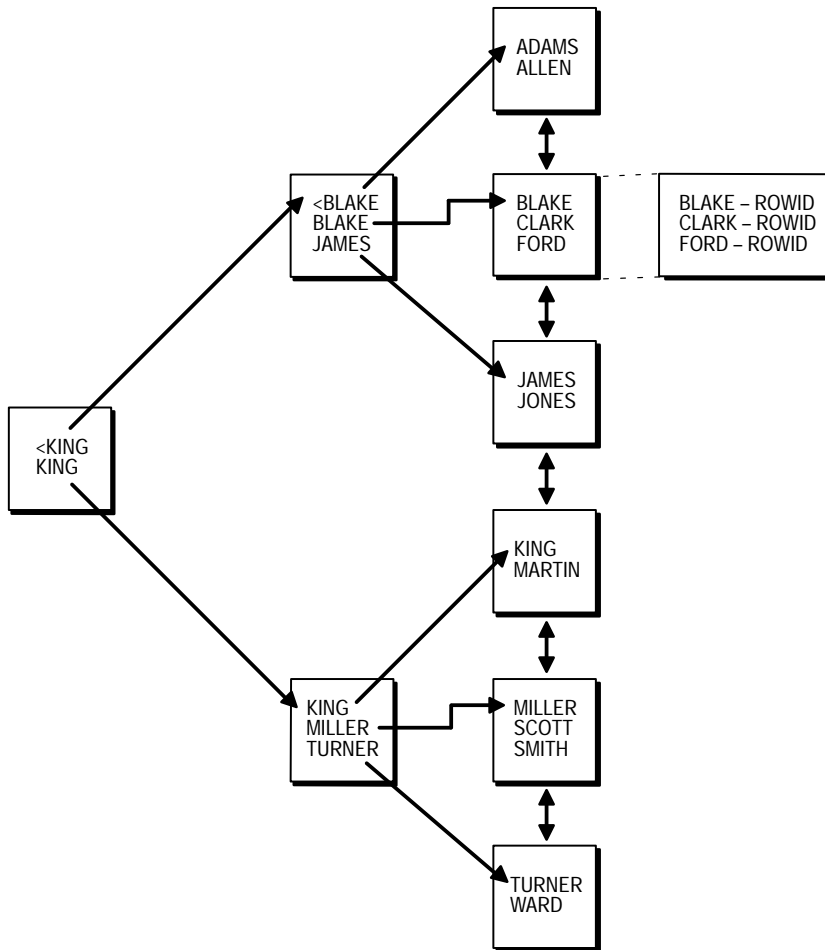 ADAMS
ALLEN
<BLAKE
BLAKE
JAMES
BLAKE
CLARK
FORD
BLAKE – ROWID
CLARK – ROWID
FORD – ROWID
JAMES
JONES
<KING
KING
KING
MARTIN
KING
MILLER
TURNER
MILLER
SCOTT
SMITH
TURNER
WARD